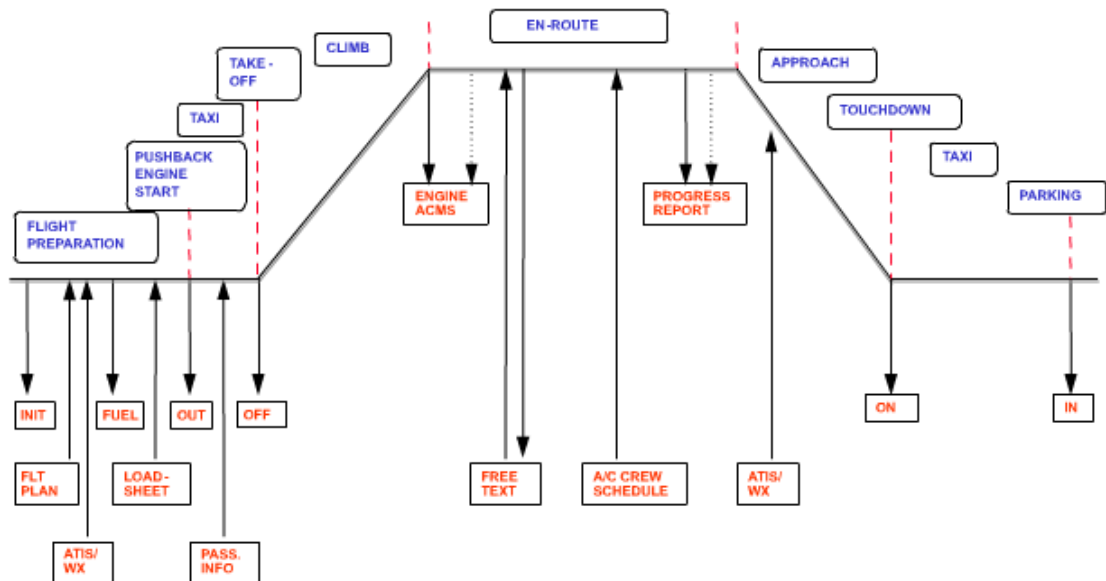 EN-ROUTE
CLIMB
TAKE -
OFF
APPROACH
TAXI
TOUCHDOWN
PUSHBACK
ENGINE
START
TAXI
ENGINE
ACMS
PROGRESS
REPORT
PARKING
FLIGHT
PREPARATION
INIT
FUEL
OUT
OFF
ON
IN
FLT
PLAN
LOAD-
SHEET
FREE
TEXT
A/C CREW
SCHEDULE
ATIS/
WX
ATIS/
WX
PASS.
INFO